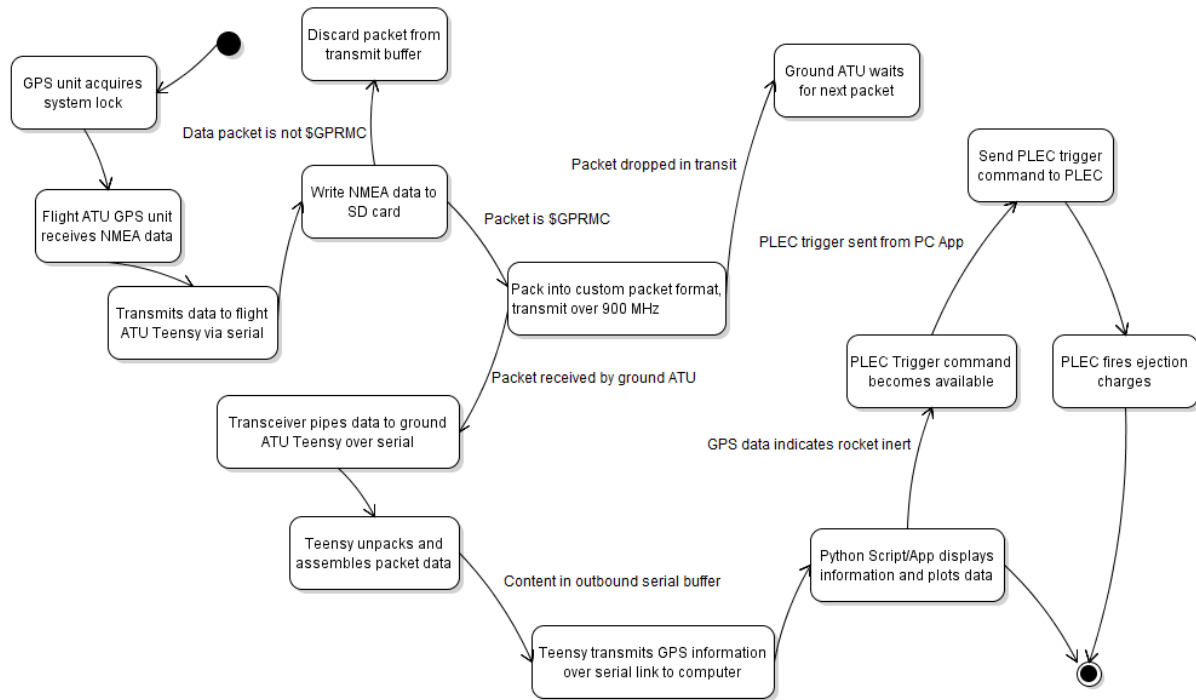 GPS unit acquires
system lock
Discard packet from
transmit buffer
Ground ATU waits
for next packet
Data packet is not $GPRMC
Packet dropped in transit
Send PLEC trigger
command to PLEC
Flight ATU GPS unit
receives NMEA data
Write NMEA data to
SD card
Packet is $GPRMC
PLEC trigger sent from PC App
Transmits data to flight
ATU Teensy via serial
Pack into custom packet format,
transmit over 900 MHz
PLEC Trigger command
becomes available
PLEC fires ejection
charges
Packet received by ground ATU
Transceiver pipes data to ground
ATU Teensy over serial
GPS data indicates rocket inert
Teensy unpacks and
assembles packet data
Python Script/App displays
information and plots data
Content in outbound serial buffer
Teensy transmits GPS information
over serial link to computer